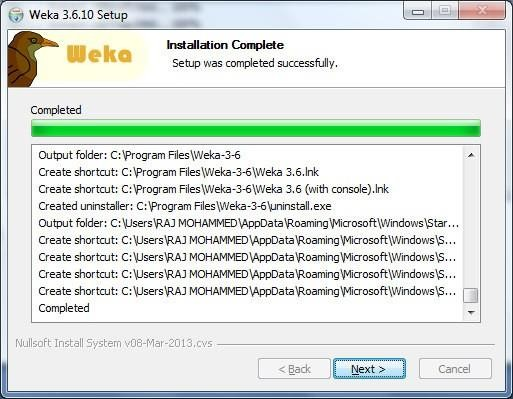 Weka 3.6.10 Setup
Weka
Installation Complete
Setup was completed successfully.
Completed
Output folder: C:\Program Files\Weka-3-6
Create shortcut: C:\Program Files\Weka-3-6\Weka 3.6.lnk
Create shortcut: C:\Program Files\Weka-3-6\Weka 3.6 (with console).lnk
Created uninstaller: C:\Program Files\Weka-3-6\uninstall.exe
Output folder: C:\Users\RAJ MOHAMMED\AppData\Roaming\Microsoft\Windows\Star...
Create shortcut: C:\Users\RAJ MOHAMMED\AppData\Roaming\Microsoft\Windows\S...
Create shortcut: C:\Users\RAJ MOHAMMED\AppData\Roaming\Microsoft\Windows\S...
Create shortcut: C:\Users\RAJ MOHAMMED\AppData\Roaming\Microsoft\Windows\S...
Create shortcut: C:\Users\RAJ MOHAMMED\AppData\Roaming\Microsoft\Windows\S...
Completed
Nullsoft Install System v08-Mar-2013.cvs
< Back
Next >
Cancel